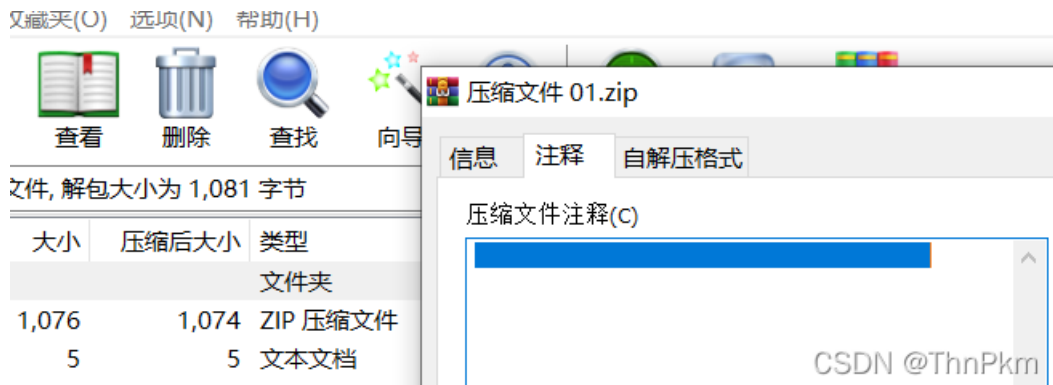 收藏夹(O) 选项(N) 帮助(H)
查看 删除 查找 向导
压缩文件 01.zip
信息 注释 自解压格式
文件, 解包大小为 1,081 字节
压缩文件注释(C)
大小 压缩后大小 类型
文件夹
1,076 1,074 ZIP 压缩文件
5 5 文本文档
CSDN @ThnPkm